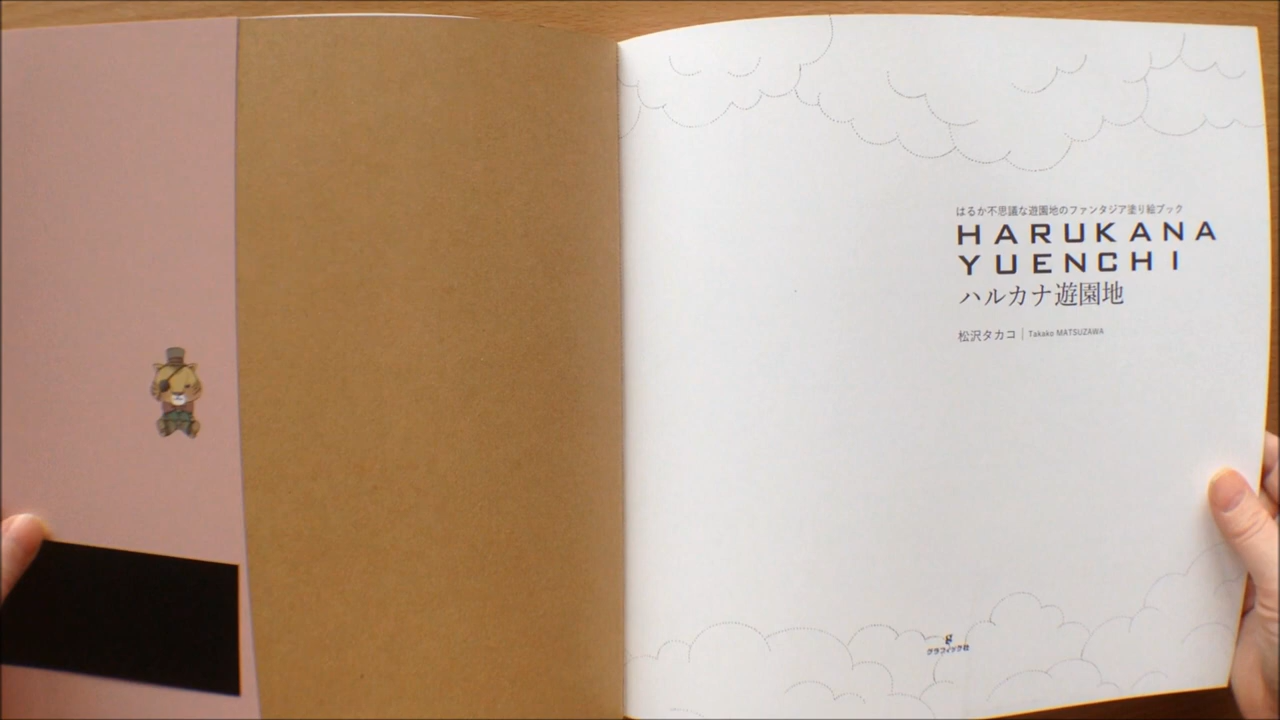 はるか不思議な遊園地のファンタジア塗り絵ブック
HARUKANA
YUENCHI
ハルカナ遊園地
松沢タカコ | Takako MATSUZAWA
g
グラフィック社